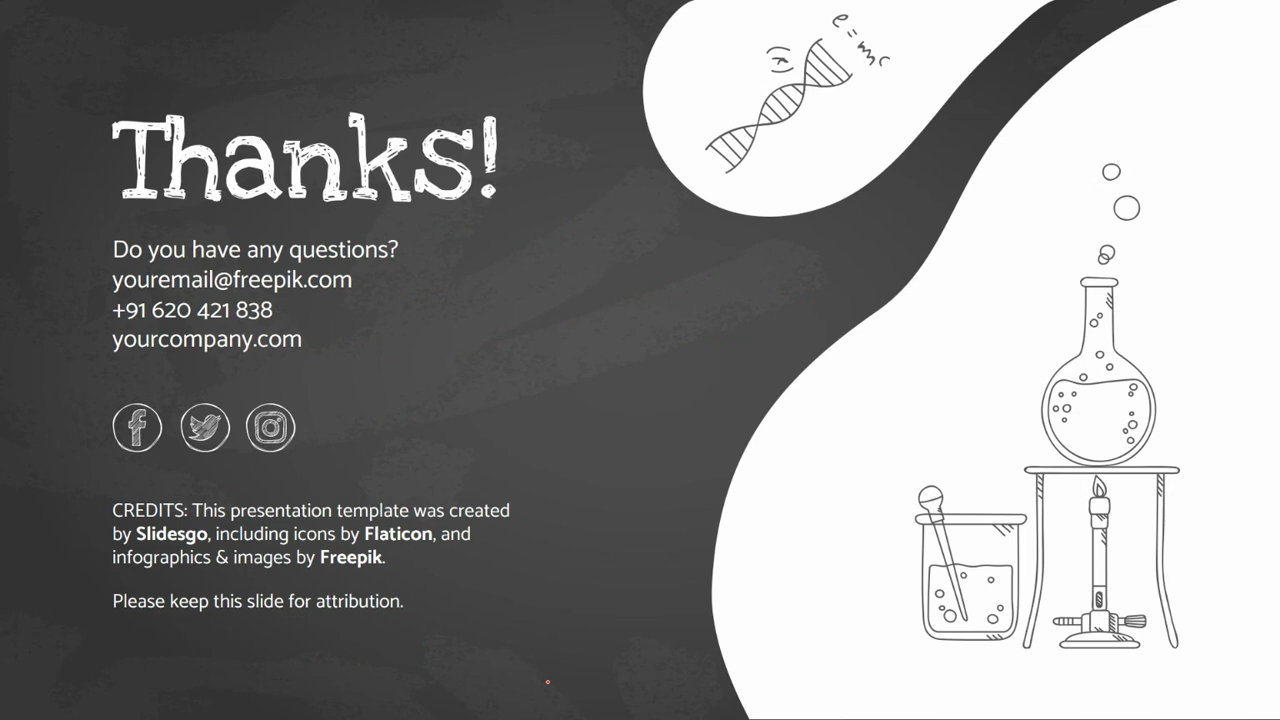 Thanks!
Do you have any questions?
youremail@freepik.com
+91 620 421 838
yourcompany.com
CREDITS: This presentation template was created
by Slidesgo, including icons by Flaticon, and
infographics & images by Freepik.
Please keep this slide for attribution.
e=mc